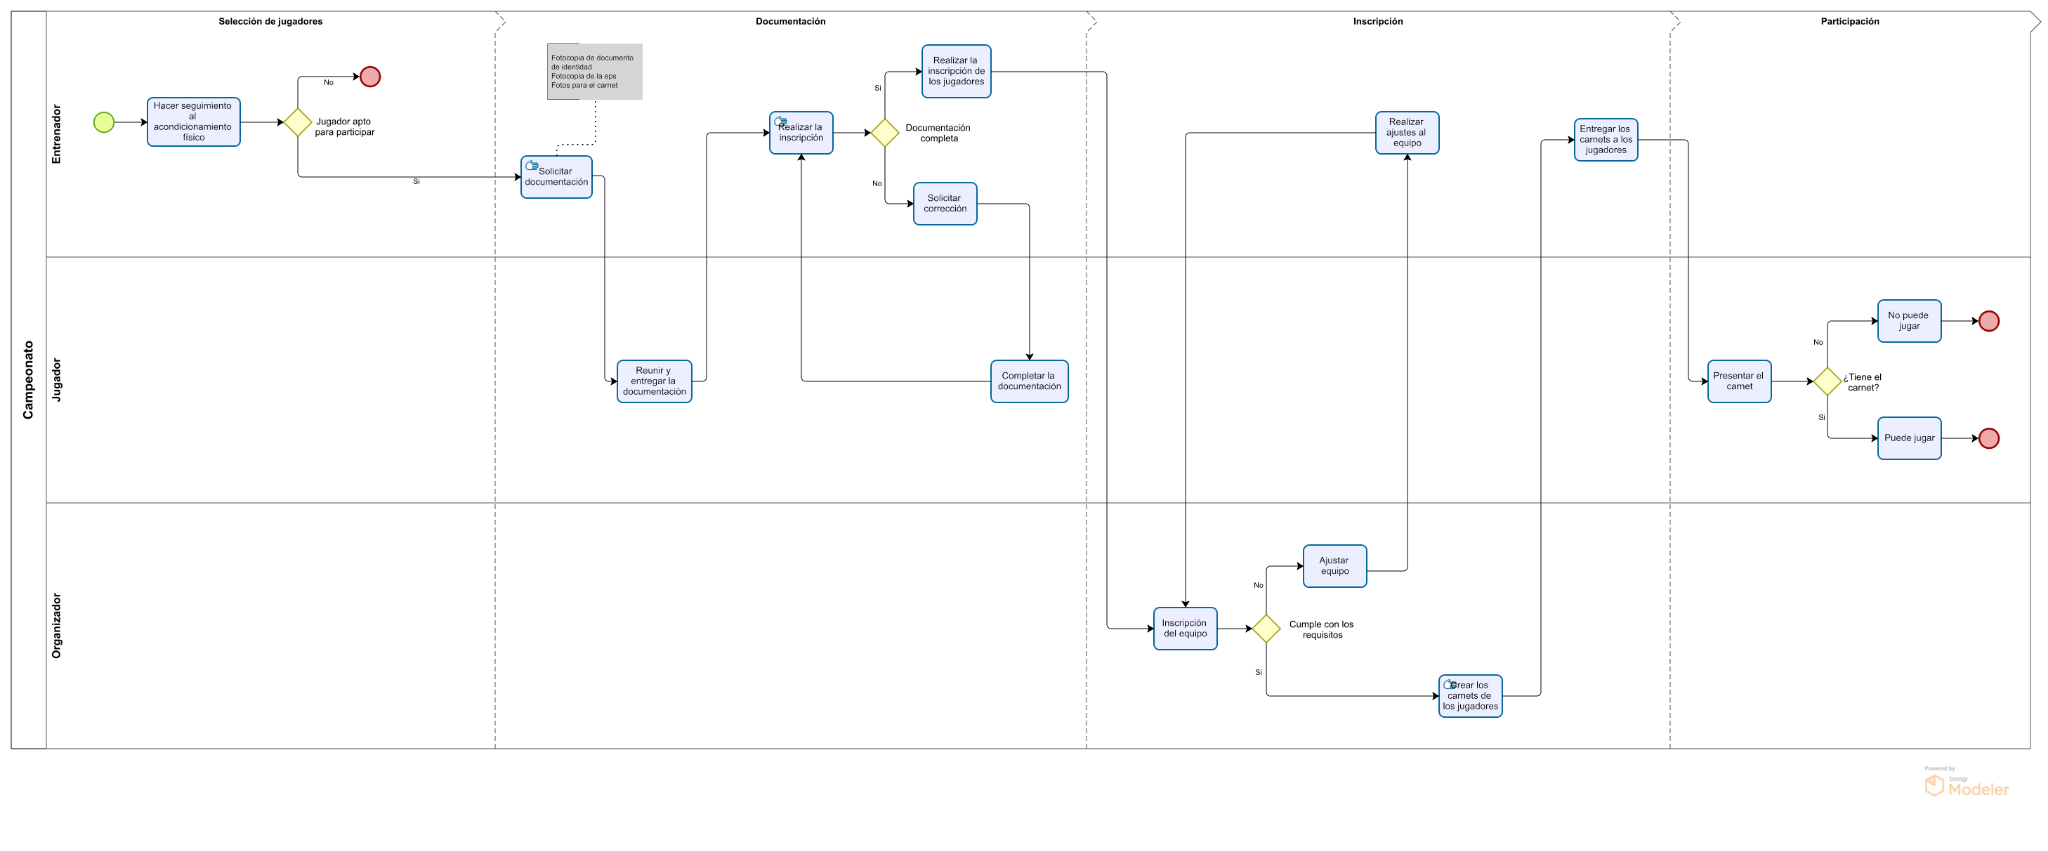 Selección de jugadores
Documentación
Inscripción
Participación
Campeonato
Entrenador
Jugador
Organizador
Hacer seguimiento
al
acondicionamiento
físico
No
Jugador apto
para participar
Si
Fotocopia de documento
de identidad
Fotocopia de la eps
Fotos para el carnet
Solicitar
documentación
Reunir y
entregar la
documentación
Realizar la
inscripción
Documentación
completa
Si
Realizar la
inscripción de
los jugadores
No
Solicitar
corrección
Completar la
documentación
Inscripción
del equipo
Cumple con los
requisitos
No
Ajustar
equipo
Realizar
ajustes al
equipo
Si
Crear los
carnets de
los jugadores
Entregar los
carnets a los
jugadores
Presentar el
carnet
¿Tiene el
carnet?
No
No puede
jugar
Si
Puede jugar
Powered by
bizagi
Modeler